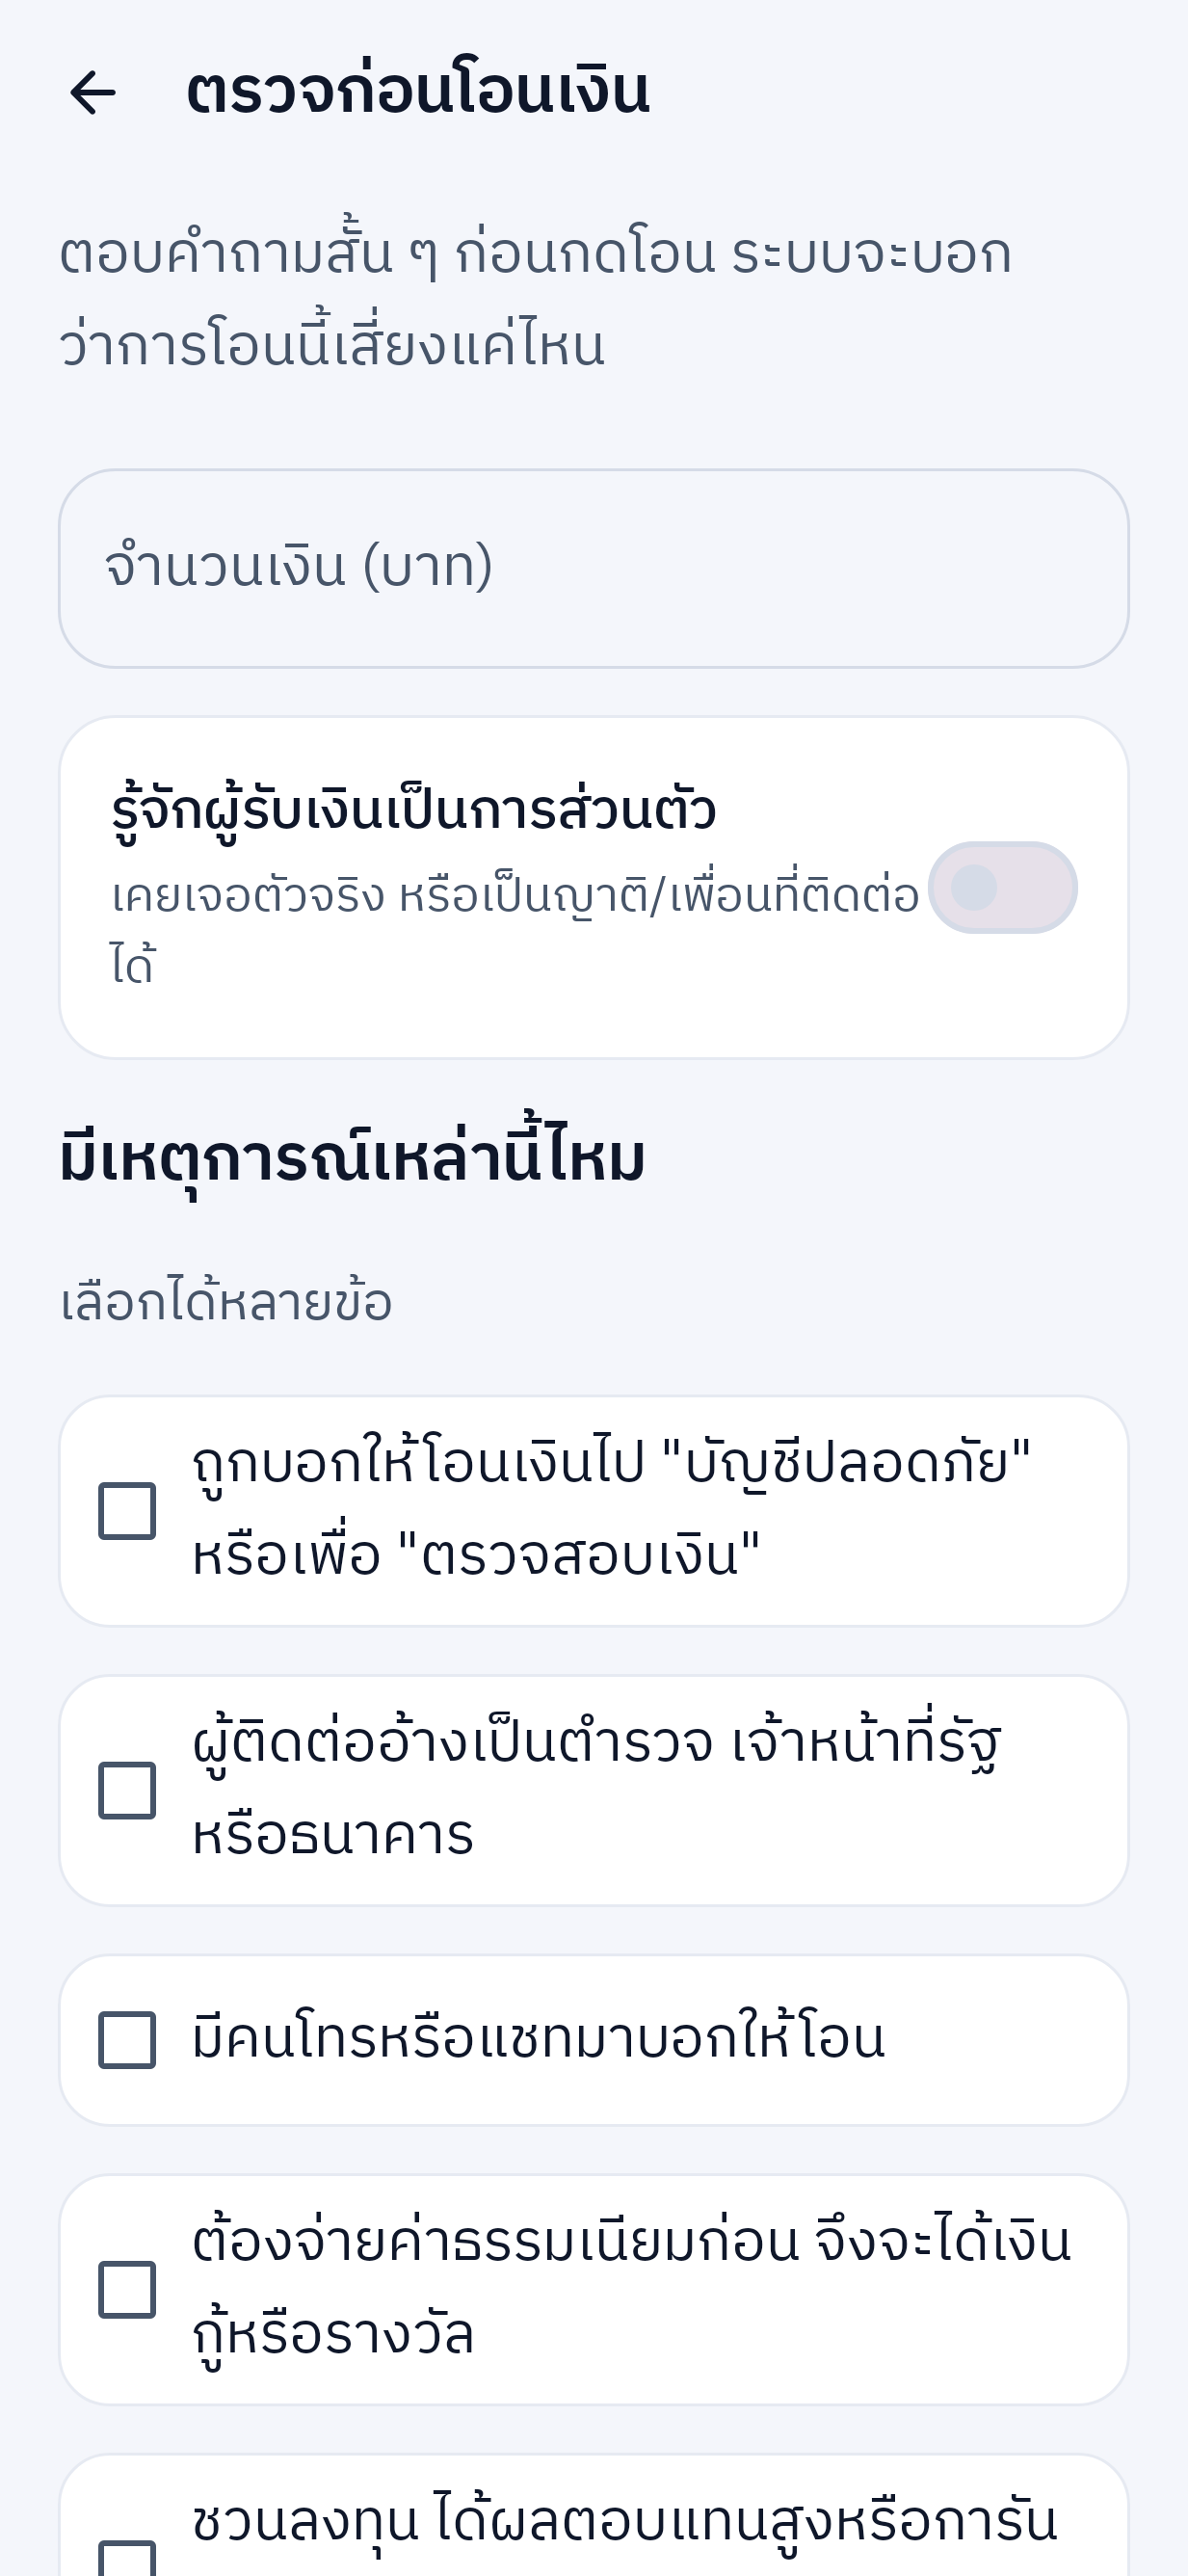 ตรวจก่อนโอนเงิน
ตอบคำถามสั้น ๆ ก่อนกดโอน ระบบจะบอก
ว่าการโอนนี้เสี่ยงแค่ไหน
จำนวนเงิน (บาท)
รู้จักผู้รับเงินเป็นการส่วนตัว
เคยเจอตัวจริง หรือเป็นญาติ/เพื่อนที่ติดต่อ
ได้
มีเหตุการณ์เหล่านี้ไหม
เลือกได้หลายข้อ
ถูกบอกให้โอนเงินไป "บัญชีปลอดภัย"
หรือเพื่อ "ตรวจสอบเงิน"
ผู้ติดต่ออ้างเป็นตำรวจ เจ้าหน้าที่รัฐ
หรือธนาคาร
มีคนโทรหรือแชทมาบอกให้โอน
ต้องจ่ายค่าธรรมเนียมก่อน จึงจะได้เงิน
กู้หรือรางวัล
ชวนลงทุน ได้ผลตอบแทนสูงหรือการัน